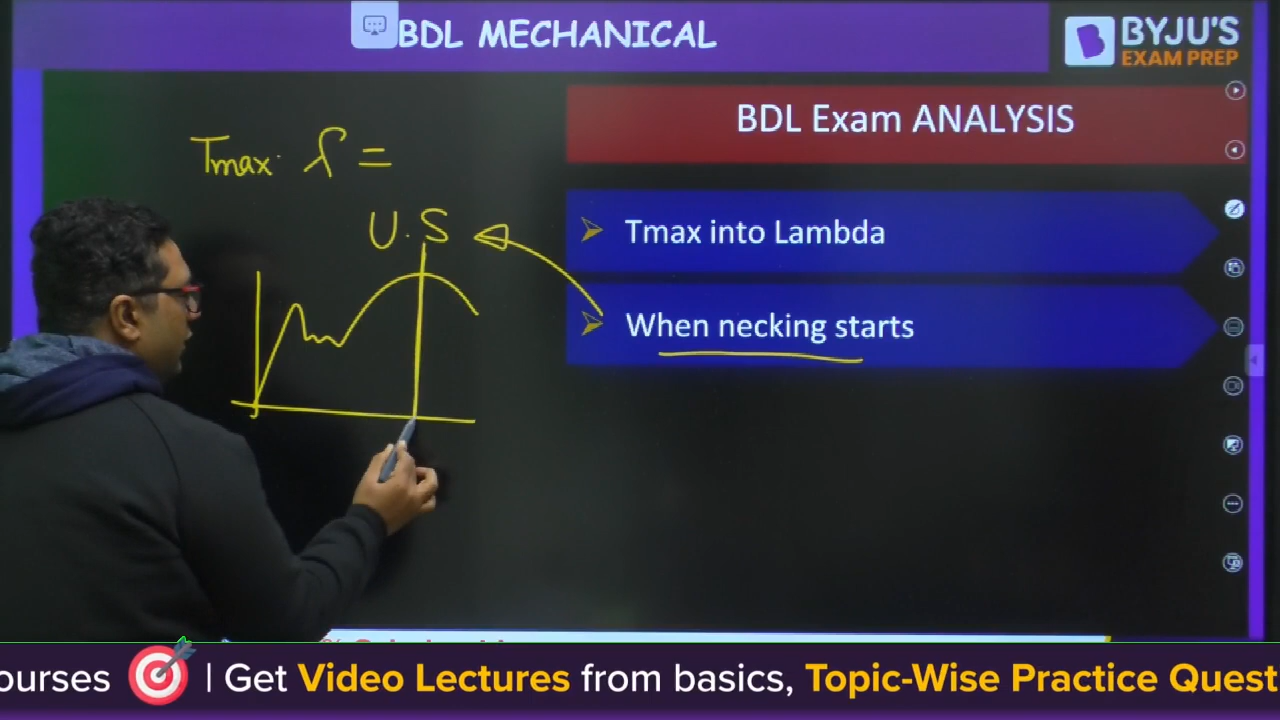 BDL MECHANICAL
BYJU'S
EXAM PREP
BDL Exam ANALYSIS
Tmax. λ =
Tmax into Lambda
U.S
When necking starts
ourses | Get Video Lectures from basics, Topic-Wise Practice Quest